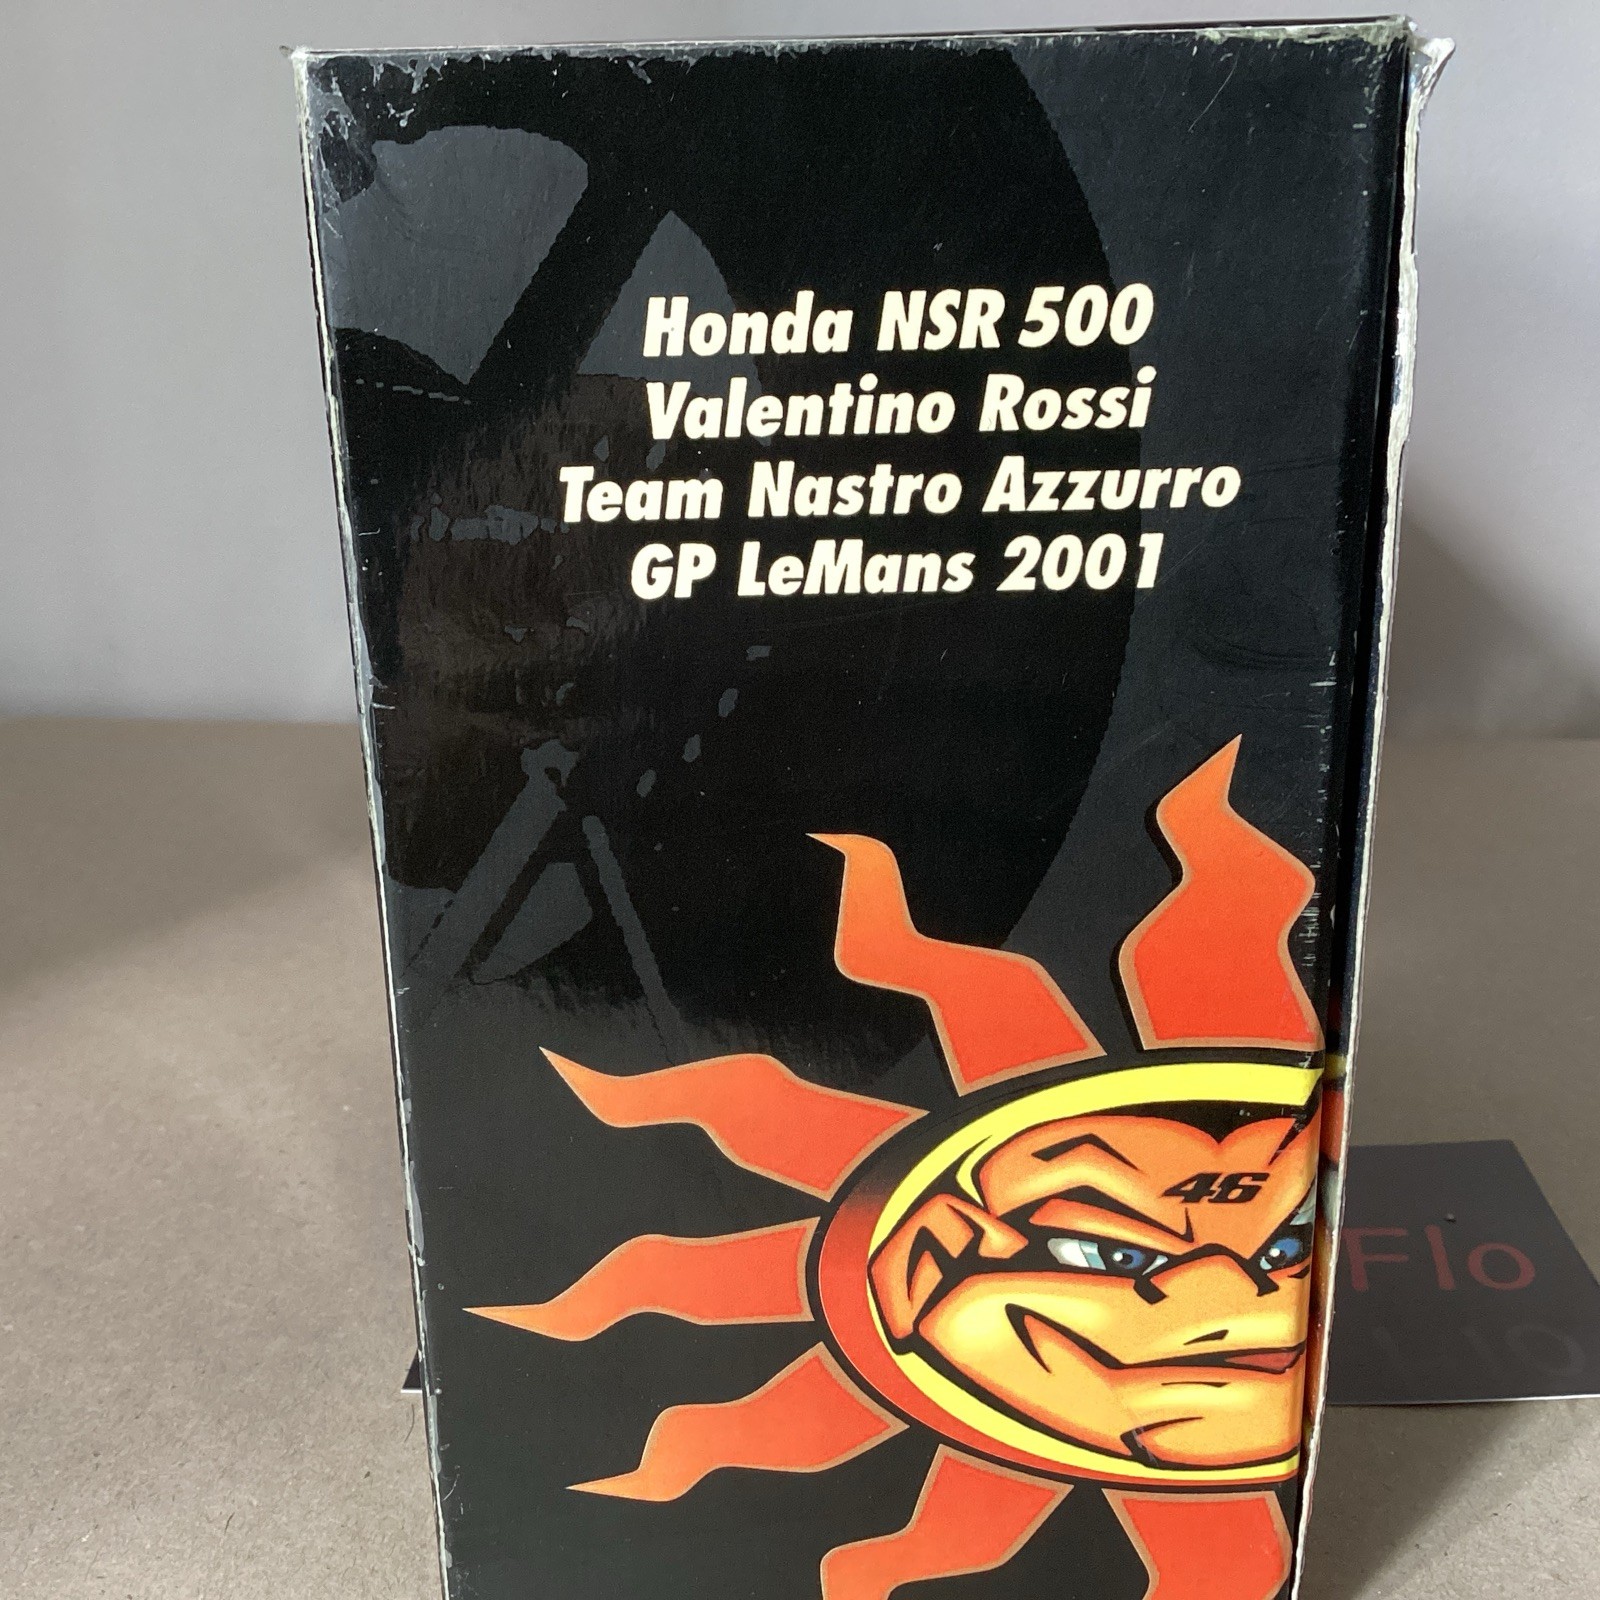 Honda NSR 500
Valentino Rossi
Team Nastro Azzurro
GP LeMans 2001
46
Flo